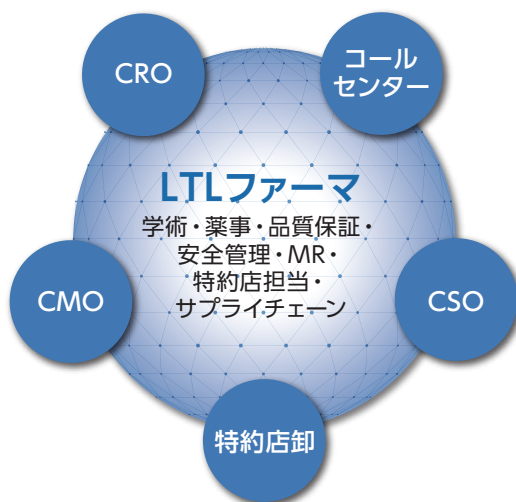 CRO
コール
センター
LTLファーマ
学術・薬事・品質保証・
安全管理・MR・
特約店担当・
サプライチェーン
CMO
CSO
特約店卸